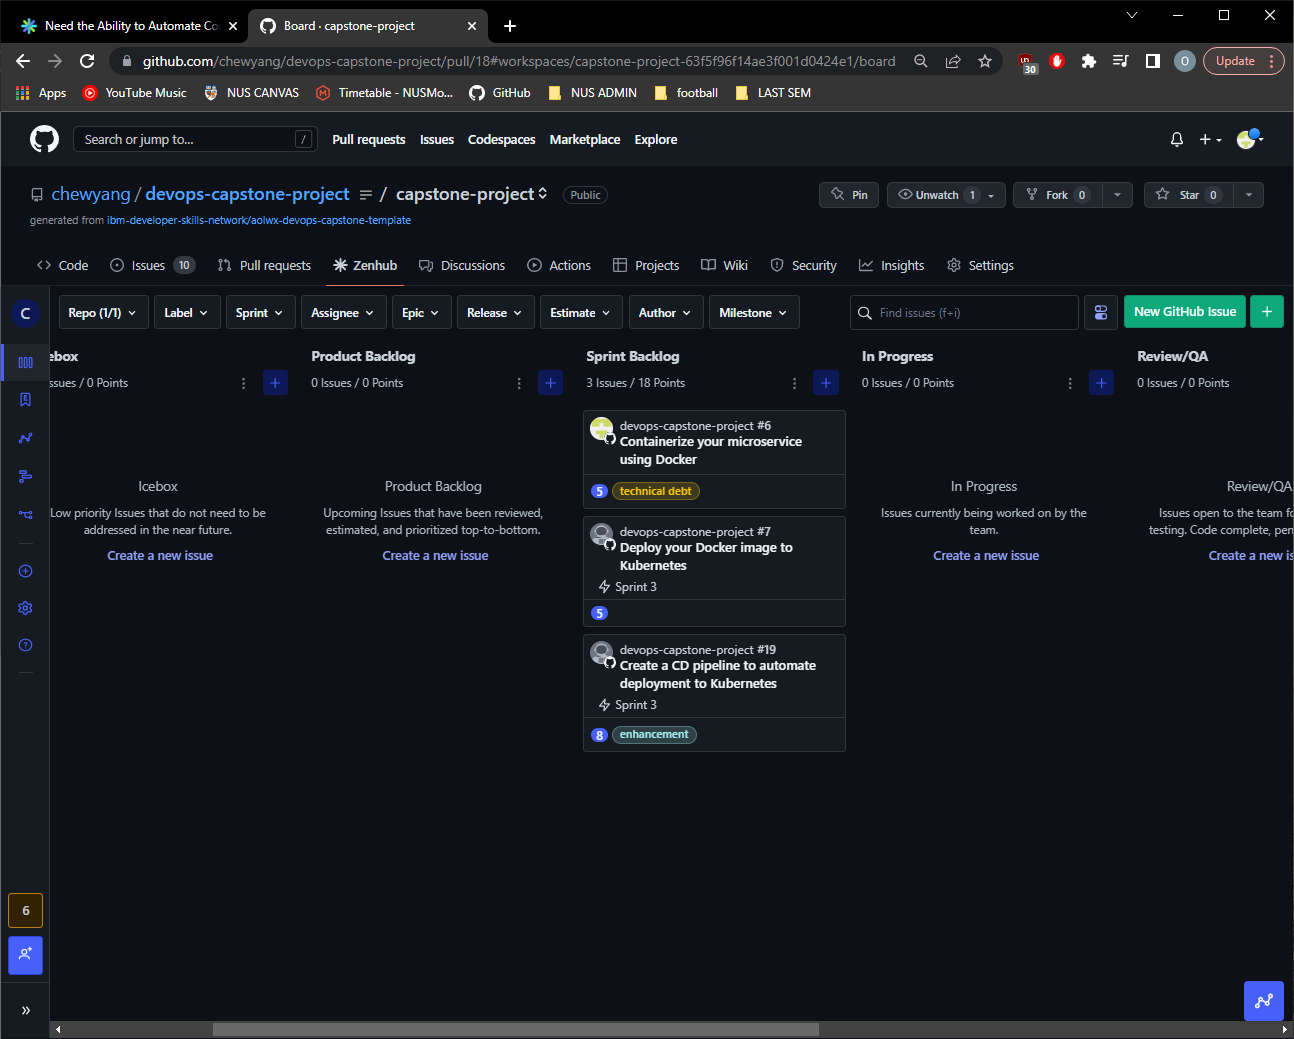 Need the Ability to Automate Co
Board · capstone-project
github.com/chewyang/devops-capstone-project/pull/18#workspaces/capstone-project-63f5f96f14ae3f001d0424e1/board
30
O
Update
Apps
YouTube Music
NUS CANVAS
Timetable - NUSMo...
GitHub
NUS ADMIN
football
LAST SEM
Search or jump to...
/
Pull requests
Issues
Codespaces
Marketplace
Explore
chewyang / devops-capstone-project / capstone-project
Public
Pin
Unwatch 1
Fork 0
Star 0
generated from ibm-developer-skills-network/aolwx-devops-capstone-template
Code
Issues 10
Pull requests
Zenhub
Discussions
Actions
Projects
Wiki
Security
Insights
Settings
C
Repo (1/1)
Label
Sprint
Assignee
Epic
Release
Estimate
Author
Milestone
Find issues (f+i)
New GitHub Issue
ebox
ssues / 0 Points
Icebox
Low priority Issues that do not need to be
addressed in the near future.
Create a new issue
Product Backlog
0 Issues / 0 Points
Product Backlog
Upcoming Issues that have been reviewed,
estimated, and prioritized top-to-bottom.
Create a new issue
Sprint Backlog
3 Issues / 18 Points
devops-capstone-project #6
Containerize your microservice
using Docker
5 technical debt
devops-capstone-project #7
Deploy your Docker image to
Kubernetes
Sprint 3
5
devops-capstone-project #19
Create a CD pipeline to automate
deployment to Kubernetes
Sprint 3
8 enhancement
In Progress
0 Issues / 0 Points
In Progress
Issues currently being worked on by the
team.
Create a new issue
Review/QA
0 Issues / 0 Points
Review/QA
Issues open to the team fo
testing. Code complete, pen
Create a new is
6